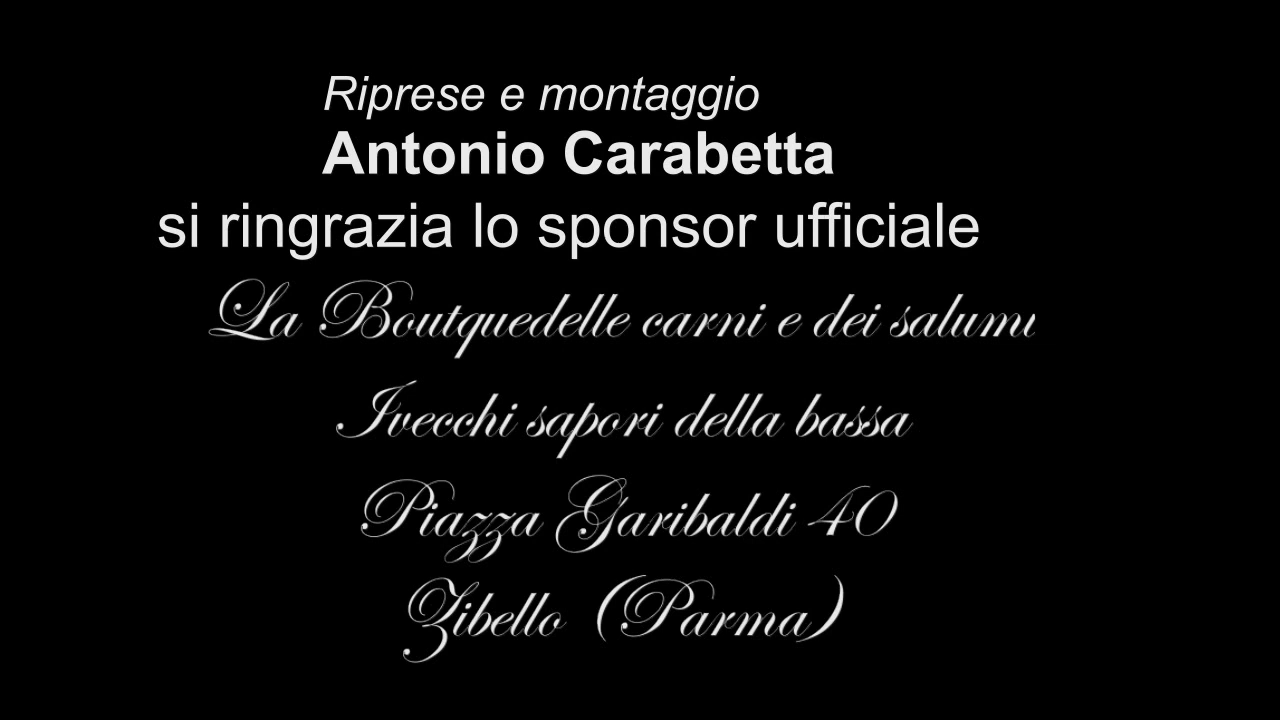 Riprese e montaggio
Antonio Carabetta
si ringrazia lo sponsor ufficiale
La Boutquedelle carni e dei salumi
Ivecchi sapori della bassa
Piazza Garibaldi 40
Zibello (Parma)